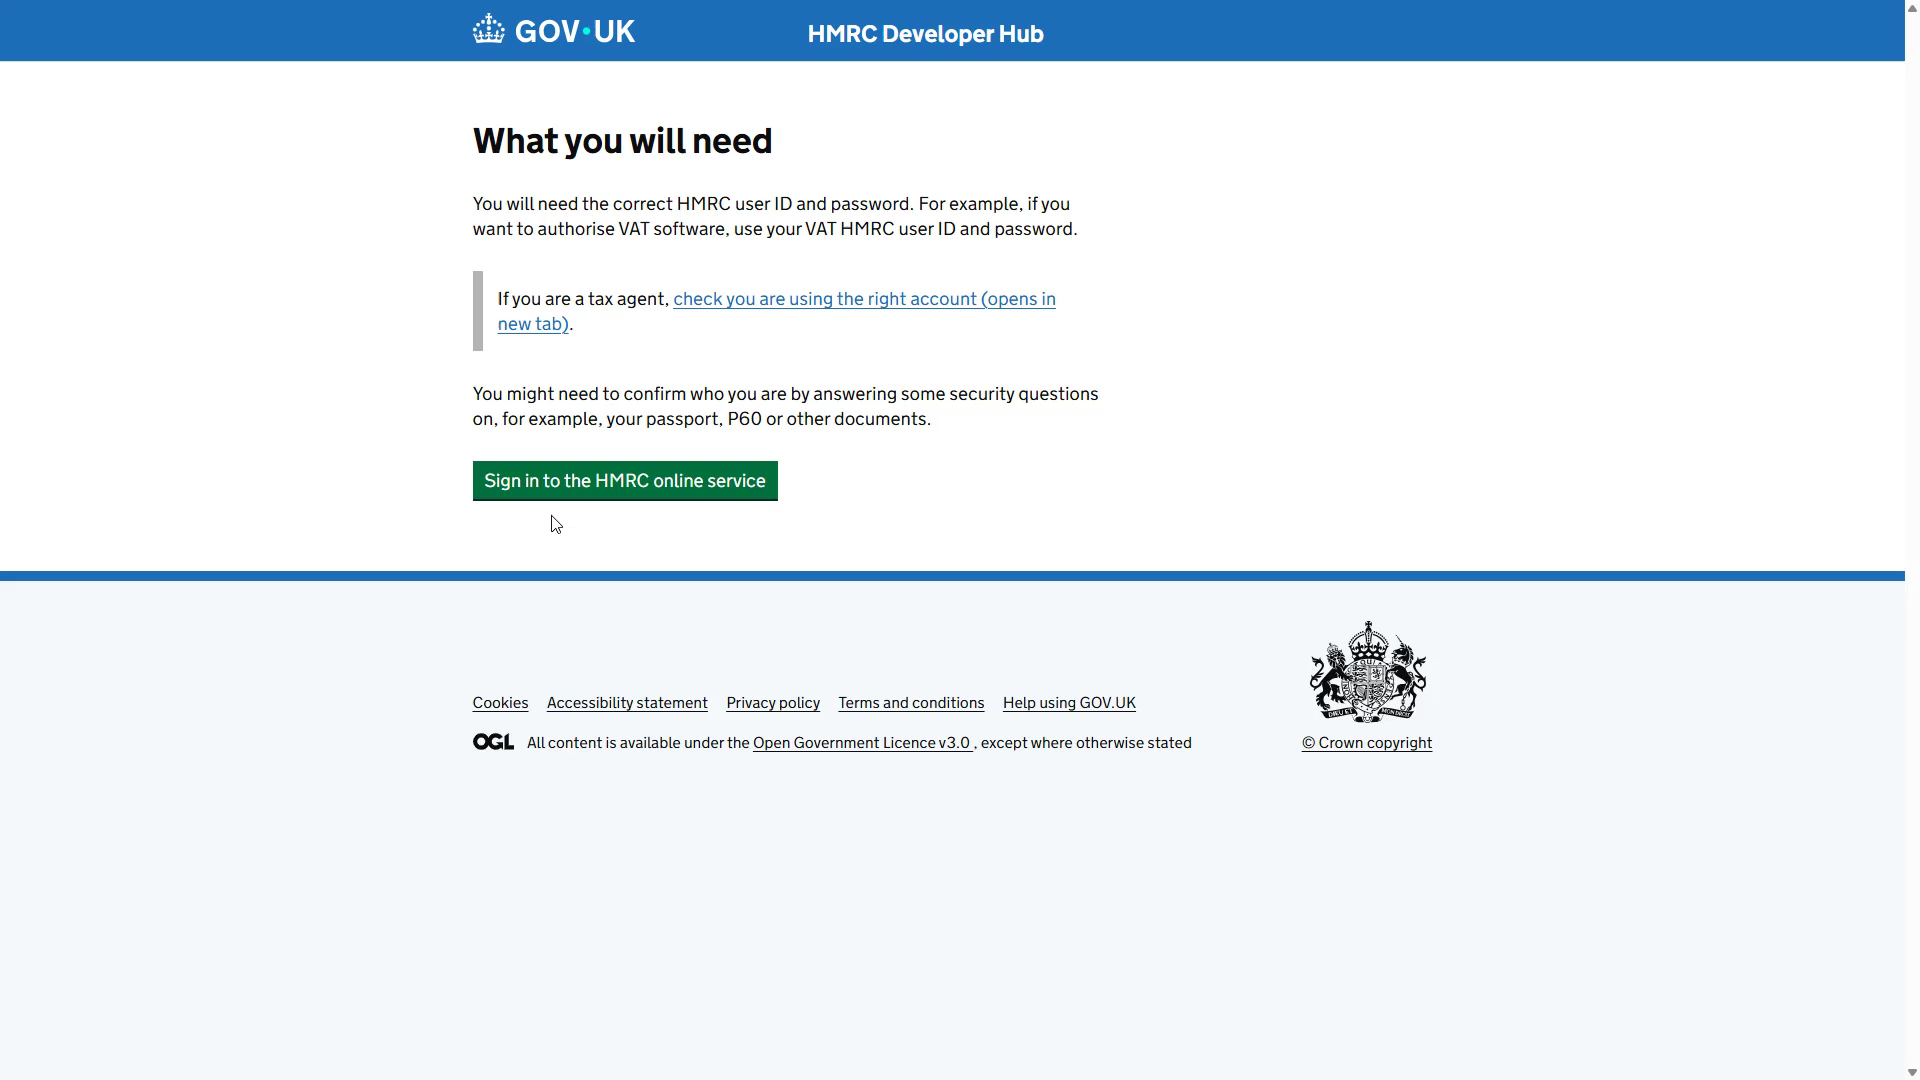 GOV·UK
HMRC Developer Hub
What you will need
You will need the correct HMRC user ID and password. For example, if you
want to authorise VAT software, use your VAT HMRC user ID and password.
If you are a tax agent, check you are using the right account (opens in
new tab).
You might need to confirm who you are by answering some security questions
on, for example, your passport, P60 or other documents.
Sign in to the HMRC online service
Cookies Accessibility statement Privacy policy Terms and conditions Help using GOV.UK
OGL All content is available under the Open Government Licence v3.0 , except where otherwise stated
© Crown copyright